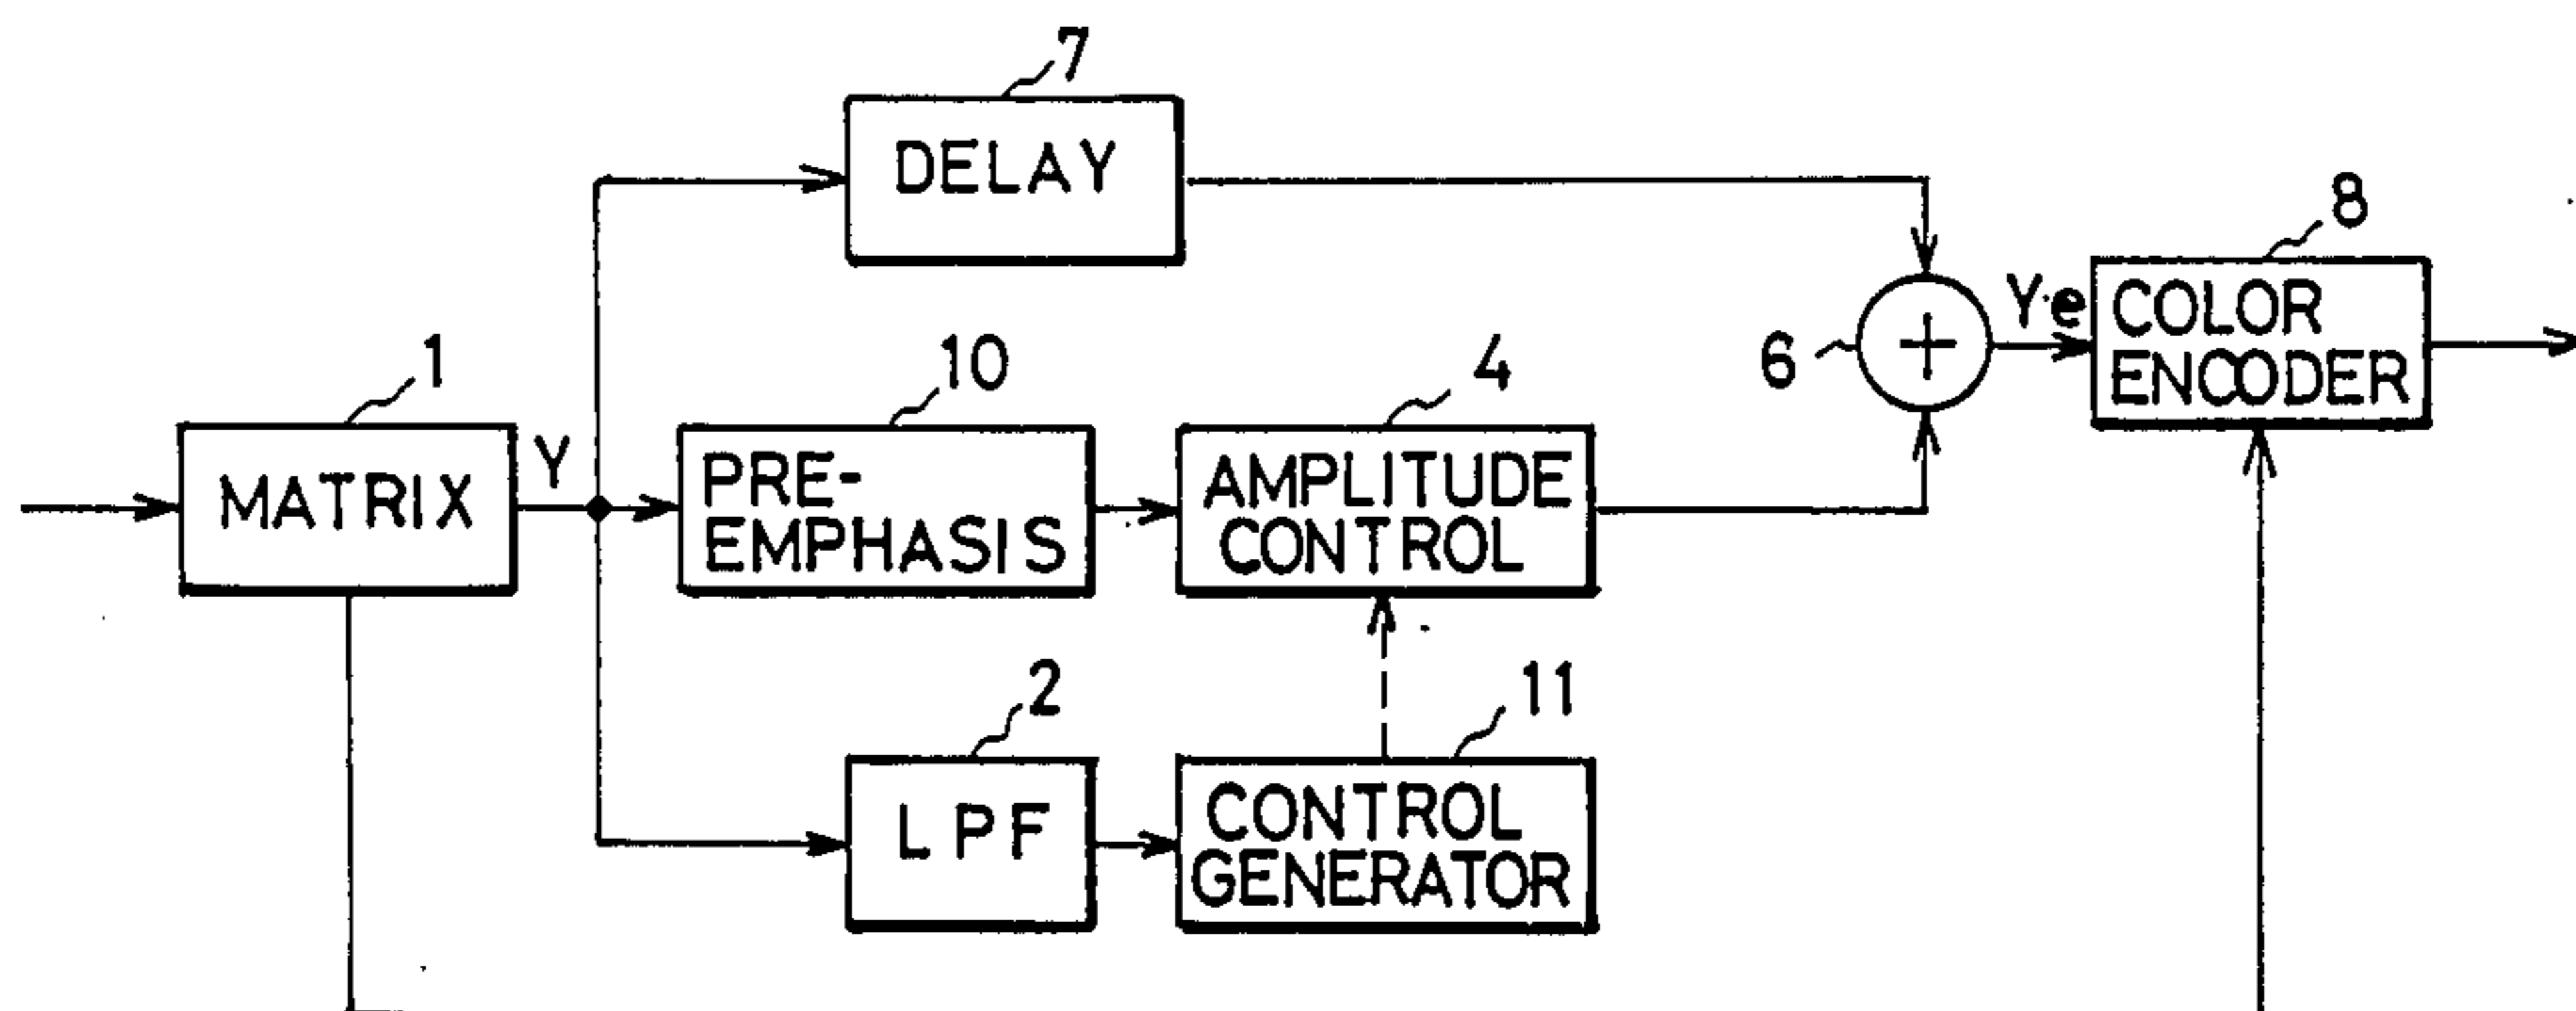 7
DELAY
8
Ye
COLOR
ENCODER
6
1
MATRIX
Y
10
PRE-
EMPHASIS
4
AMPLITUDE
CONTROL
2
LPF
11
CONTROL
GENERATOR